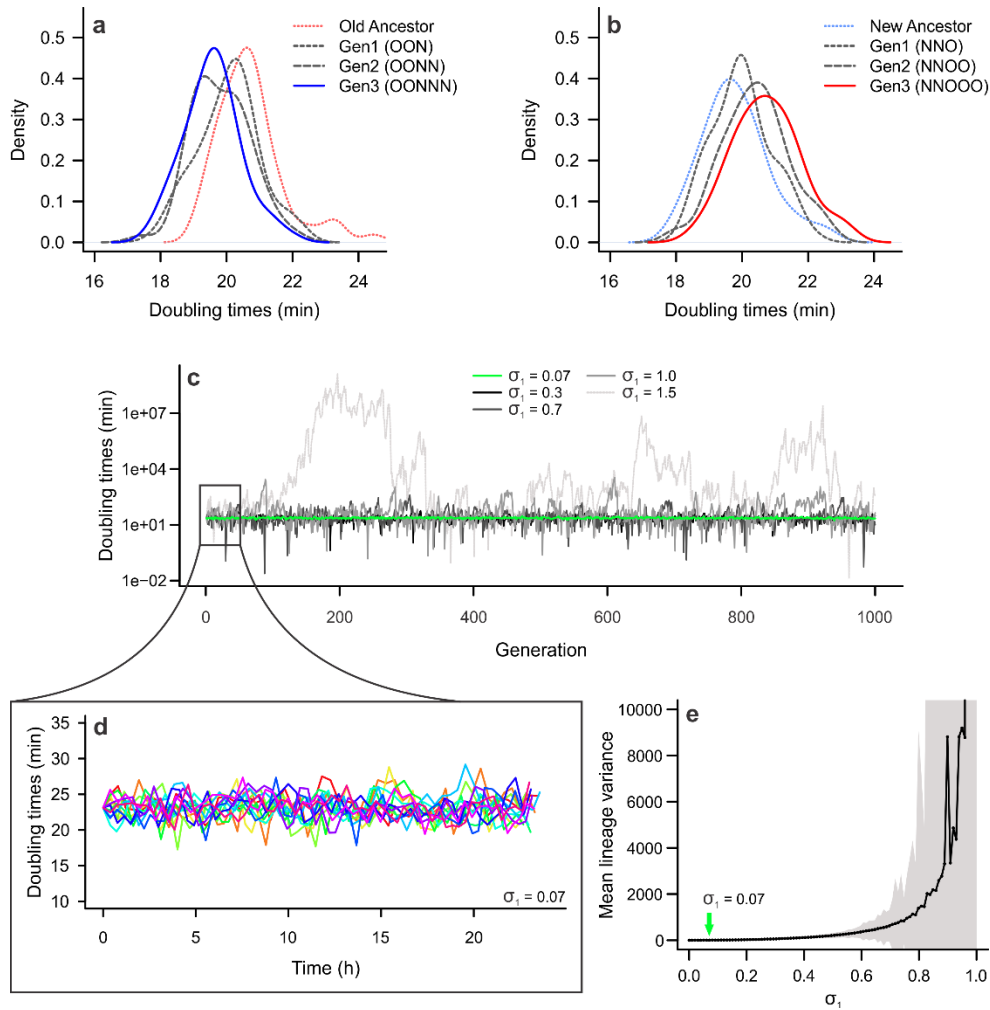 a
Old Ancestor
Gen1 (OON)
Gen2 (OONN)
Gen3 (OONNN)
0.5
0.4
0.3
0.2
0.1
0.0
Density
16 18 20 22 24
Doubling times (min)
b
New Ancestor
Gen1 (NNO)
Gen2 (NNOO)
Gen3 (NNOOO)
0.5
0.4
0.3
0.2
0.1
0.0
Density
16 18 20 22 24
Doubling times (min)
c
σ₁ = 0.07
σ₁ = 0.3
σ₁ = 0.7
σ₁ = 1.0
σ₁ = 1.5
Doubling times (min)
1e+07
1e+04
1e+01
1e−02
0 200 400 600 800 1000
Generation
d
Doubling times (min)
35
30
25
20
15
10
σ₁ = 0.07
0 5 10 15 20
Time (h)
e
Mean lineage variance
10000
8000
6000
4000
2000
0
σ₁ = 0.07
0.0 0.2 0.4 0.6 0.8 1.0
σ₁